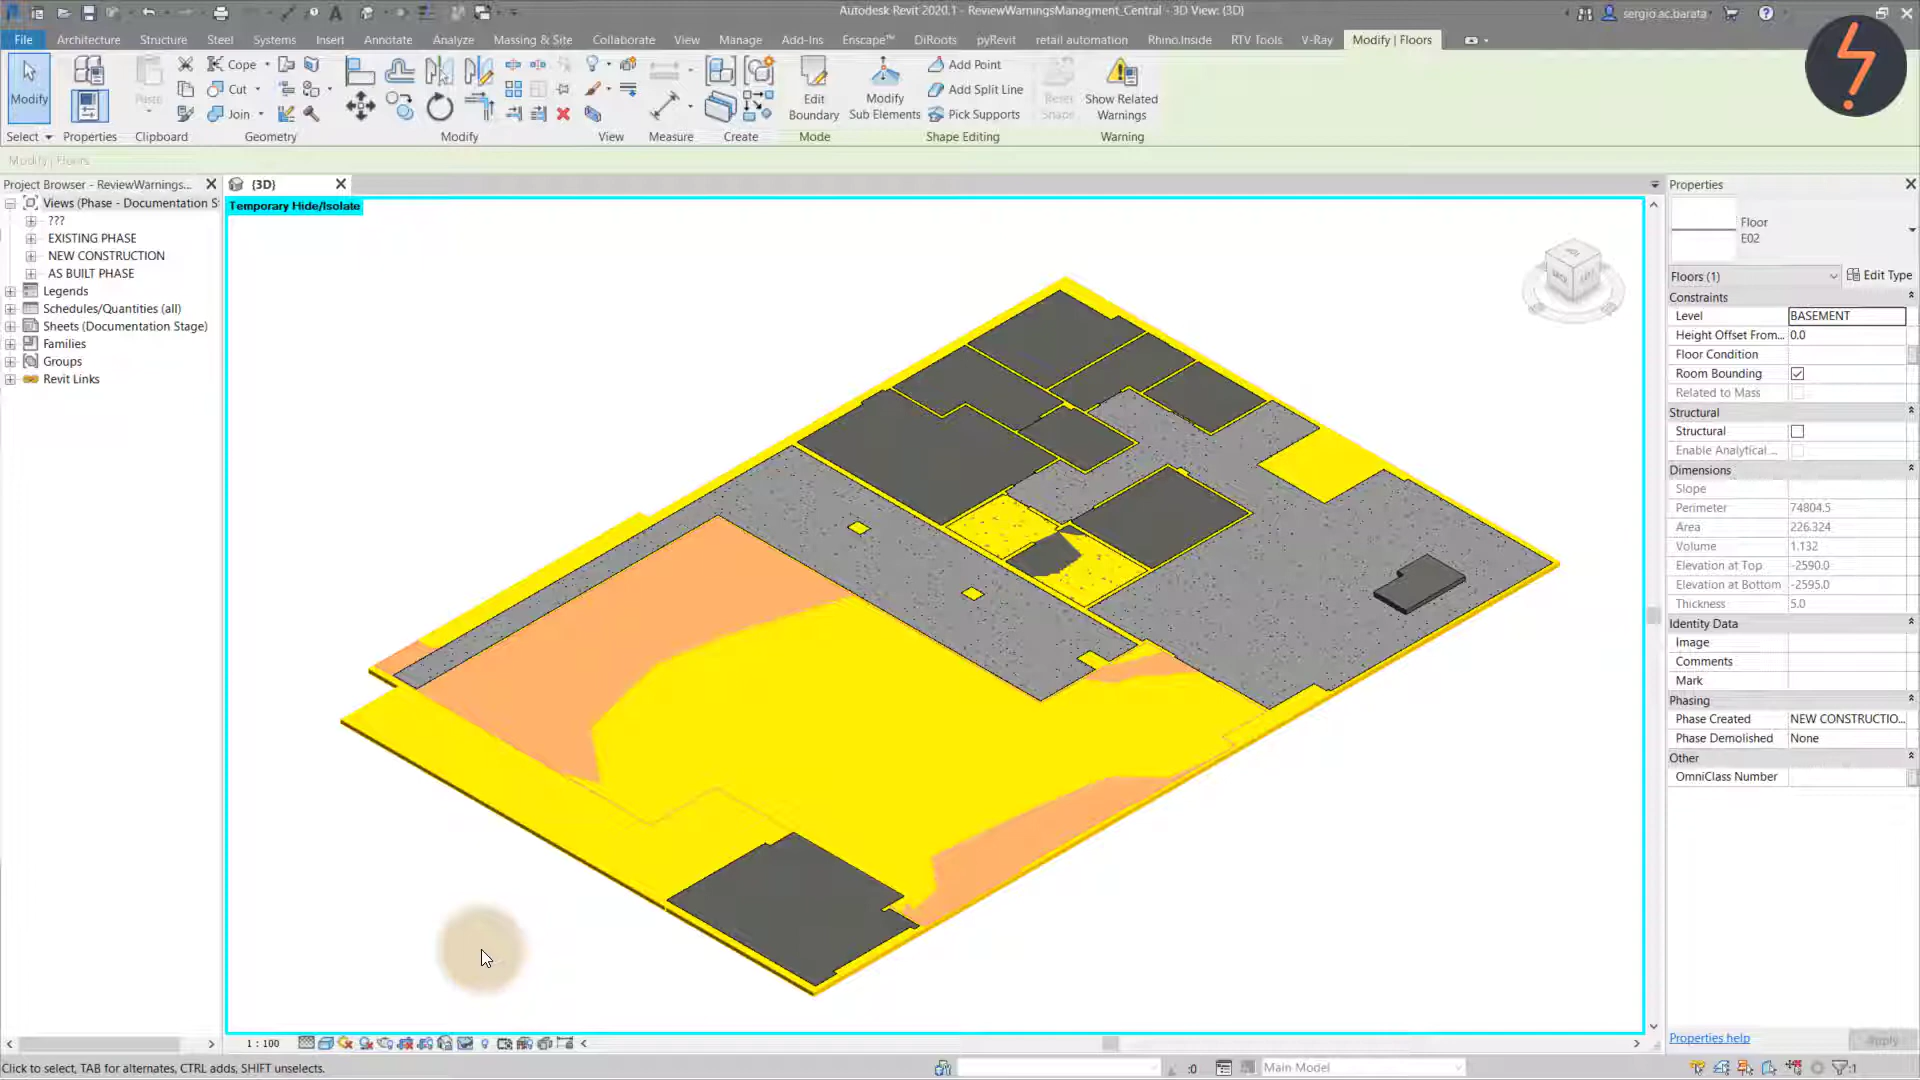 Autodesk Revit 2020.1 - ReviewWarningsManagment_Central - 3D View: {3D}
sergio ac.barata
File Architecture Structure Steel Systems Insert Annotate Analyze Massing & Site Collaborate View Manage Add-Ins Enscape™ DiRoots pyRevit retail automation Rhino.Inside RTV Tools V-Ray Modify | Floors
Modify
Paste
Cope
Cut
Join
Edit Boundary
Modify Sub Elements
Add Point
Add Split Line
Pick Supports
Reset Shape
Show Related Warnings
Select Properties Clipboard Geometry Modify View Measure Create Mode Shape Editing Warning
Modify | Floors
Project Browser - ReviewWarnings...
Views (Phase - Documentation S
???
EXISTING PHASE
NEW CONSTRUCTION
AS BUILT PHASE
Legends
Schedules/Quantities (all)
Sheets (Documentation Stage)
Families
Groups
Revit Links
{3D}
Temporary Hide/Isolate
Properties
Floor
E02
Floors (1)
Edit Type
Constraints
Level BASEMENT
Height Offset From... 0.0
Floor Condition
Room Bounding
Related to Mass
Structural
Structural
Enable Analytical ...
Dimensions
Slope
Perimeter 74804.5
Area 226.324
Volume 1.132
Elevation at Top -2590.0
Elevation at Bottom -2595.0
Thickness 5.0
Identity Data
Image
Comments
Mark
Phasing
Phase Created NEW CONSTRUCTIO...
Phase Demolished None
Other
OmniClass Number
Properties help
Apply
1 : 100
Click to select, TAB for alternates, CTRL adds, SHIFT unselects.
:0
Main Model
:1